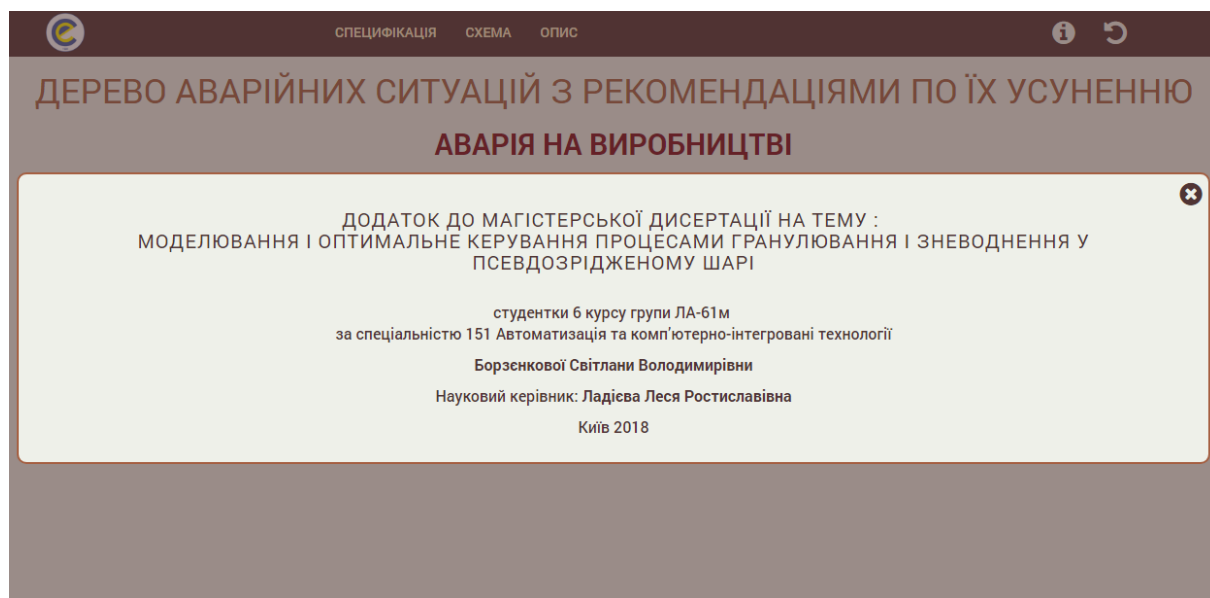 СПЕЦИФІКАЦІЯ СХЕМА ОПИС
ДЕРЕВО АВАРІЙНИХ СИТУАЦІЙ З РЕКОМЕНДАЦІЯМИ ПО ЇХ УСУНЕННЮ
АВАРІЯ НА ВИРОБНИЦТВІ
ДОДАТОК ДО МАГІСТЕРСЬКОЇ ДИСЕРТАЦІЇ НА ТЕМУ :
МОДЕЛЮВАННЯ І ОПТИМАЛЬНЕ КЕРУВАННЯ ПРОЦЕСАМИ ГРАНУЛЮВАННЯ І ЗНЕВОДНЕННЯ У
ПСЕВДОЗРІДЖЕНОМУ ШАРІ
студентки 6 курсу групи ЛА-61м
за спеціальністю 151 Автоматизація та комп'ютерно-інтегровані технології
Борзєнкової Світлани Володимирівни
Науковий керівник: Ладієва Леся Ростиславівна
Київ 2018